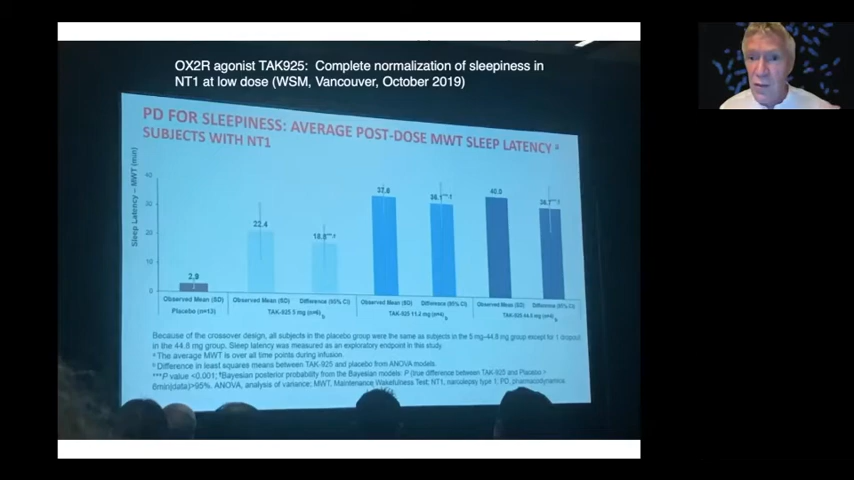 OX2R agonist TAK925: Complete normalization of sleepiness in
NT1 at low dose (WSM, Vancouver, October 2019)
PD FOR SLEEPINESS: AVERAGE POST-DOSE MWT SLEEP LATENCY a
SUBJECTS WITH NT1
Sleep Latency – MWT (min)
40
30
20
10
0
2.9
22.4
18.8
37.8
40.0
Observed Mean (SD)
Observed Mean (SD)
Difference (95% CI)
Observed Mean (SD)
Difference (95% CI)
Observed Mean (SD)
Difference (95% CI)
Placebo (n=13)
TAK-925 5 mg (n=6)b
TAK-925 11.2 mg (n=4)b
TAK-925 44.8 mg (n=4)b
Because of the crossover design, all subjects in the placebo group were the same as subjects in the 5 mg–44.8 mg group except for 1 dropout
in the 44.8 mg group. Sleep latency was measured as an exploratory endpoint in this study.
a The average MWT is over all time points during infusion
b Difference in least squares means between TAK-925 and placebo from ANOVA models.
***P value <0.001; Bayesian posterior probability from the Bayesian models: P (true difference between TAK-925 and Placebo >
6min|data)>95%. ANOVA, analysis of variance; MWT, Maintenance Wakefulness Test; NT1, narcolepsy type 1; PD, pharmacodynamics.